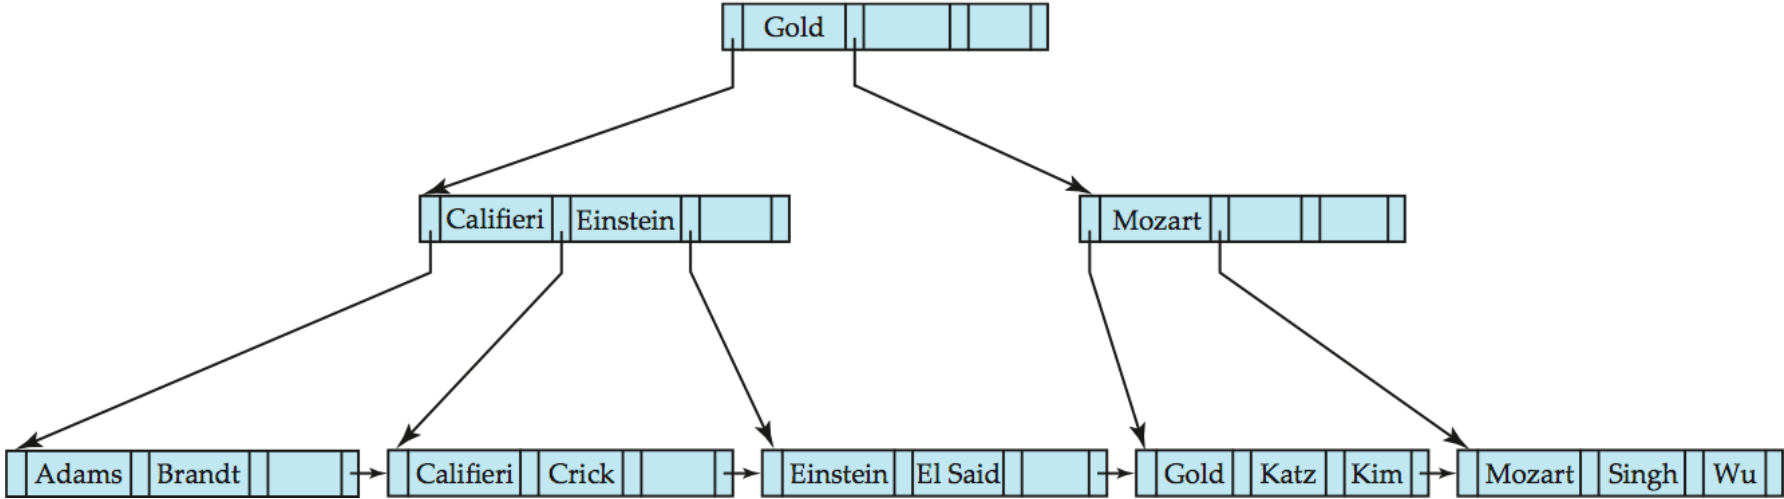 Gold
Califieri Einstein
Mozart
Adams Brandt
Califieri Crick
Einstein El Said
Gold Katz Kim
Mozart Singh Wu